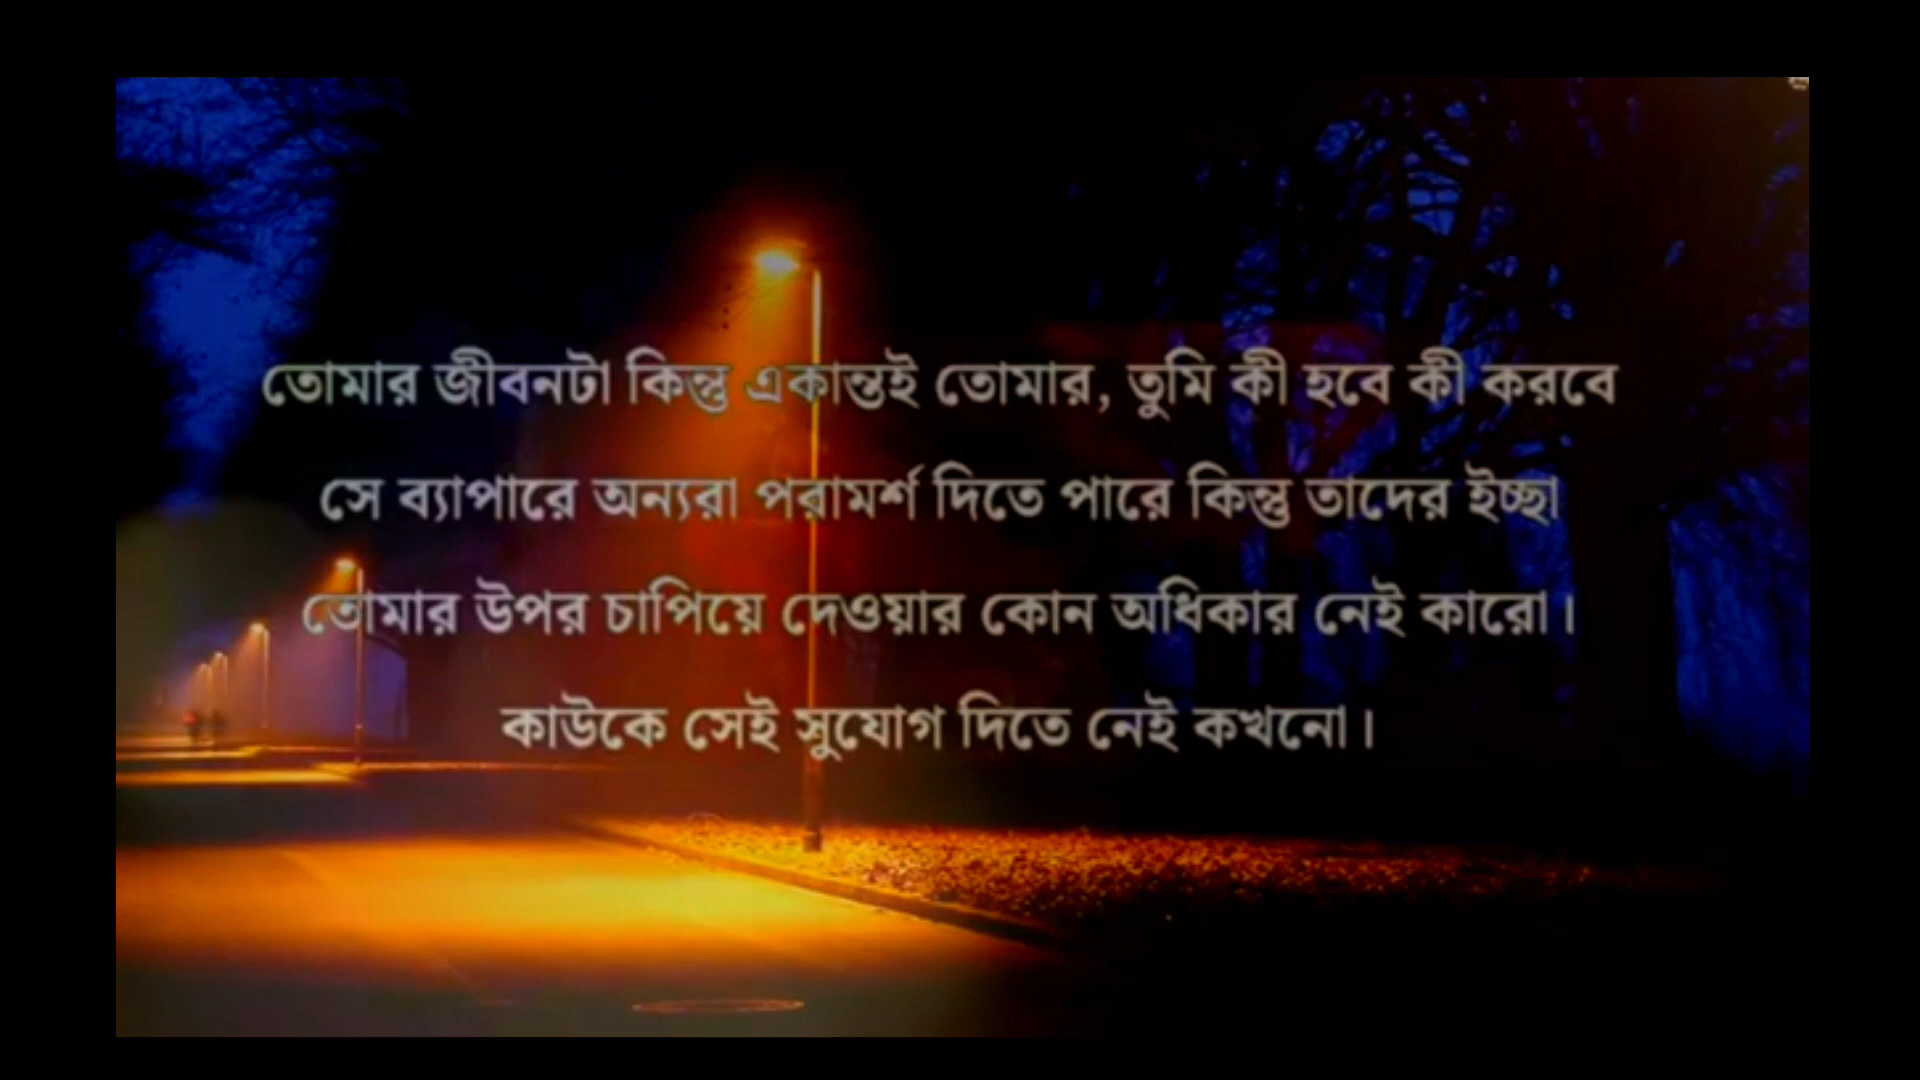 তোমার জীবনটা কিন্তু একান্তই তোমার, তুমি কী হবে কী করবে
সে ব্যাপারে অন্যরা পরামর্শ দিতে পারে কিন্তু তাদের ইচ্ছা
তোমার উপর চাপিয়ে দেওয়ার কোন অধিকার নেই কারো।
কাউকে সেই সুযোগ দিতে নেই কখনো।